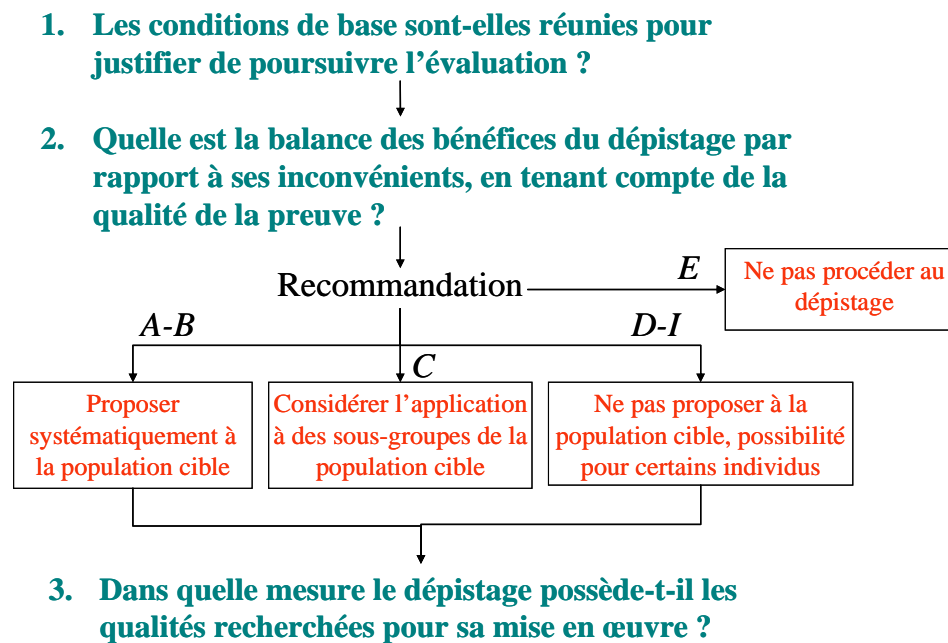 1. Les conditions de base sont-elles réunies pour
justifier de poursuivre l’évaluation ?
2. Quelle est la balance des bénéfices du dépistage par
rapport à ses inconvénients, en tenant compte de la
qualité de la preuve ?
Recommandation
E
Ne pas procéder au
dépistage
A-B
C
D-I
Proposer
systématiquement à
la population cible
Considérer l’application
à des sous-groupes de la
population cible
Ne pas proposer à la
population cible, possibilité
pour certains individus
3. Dans quelle mesure le dépistage possède-t-il les
qualités recherchées pour sa mise en œuvre ?